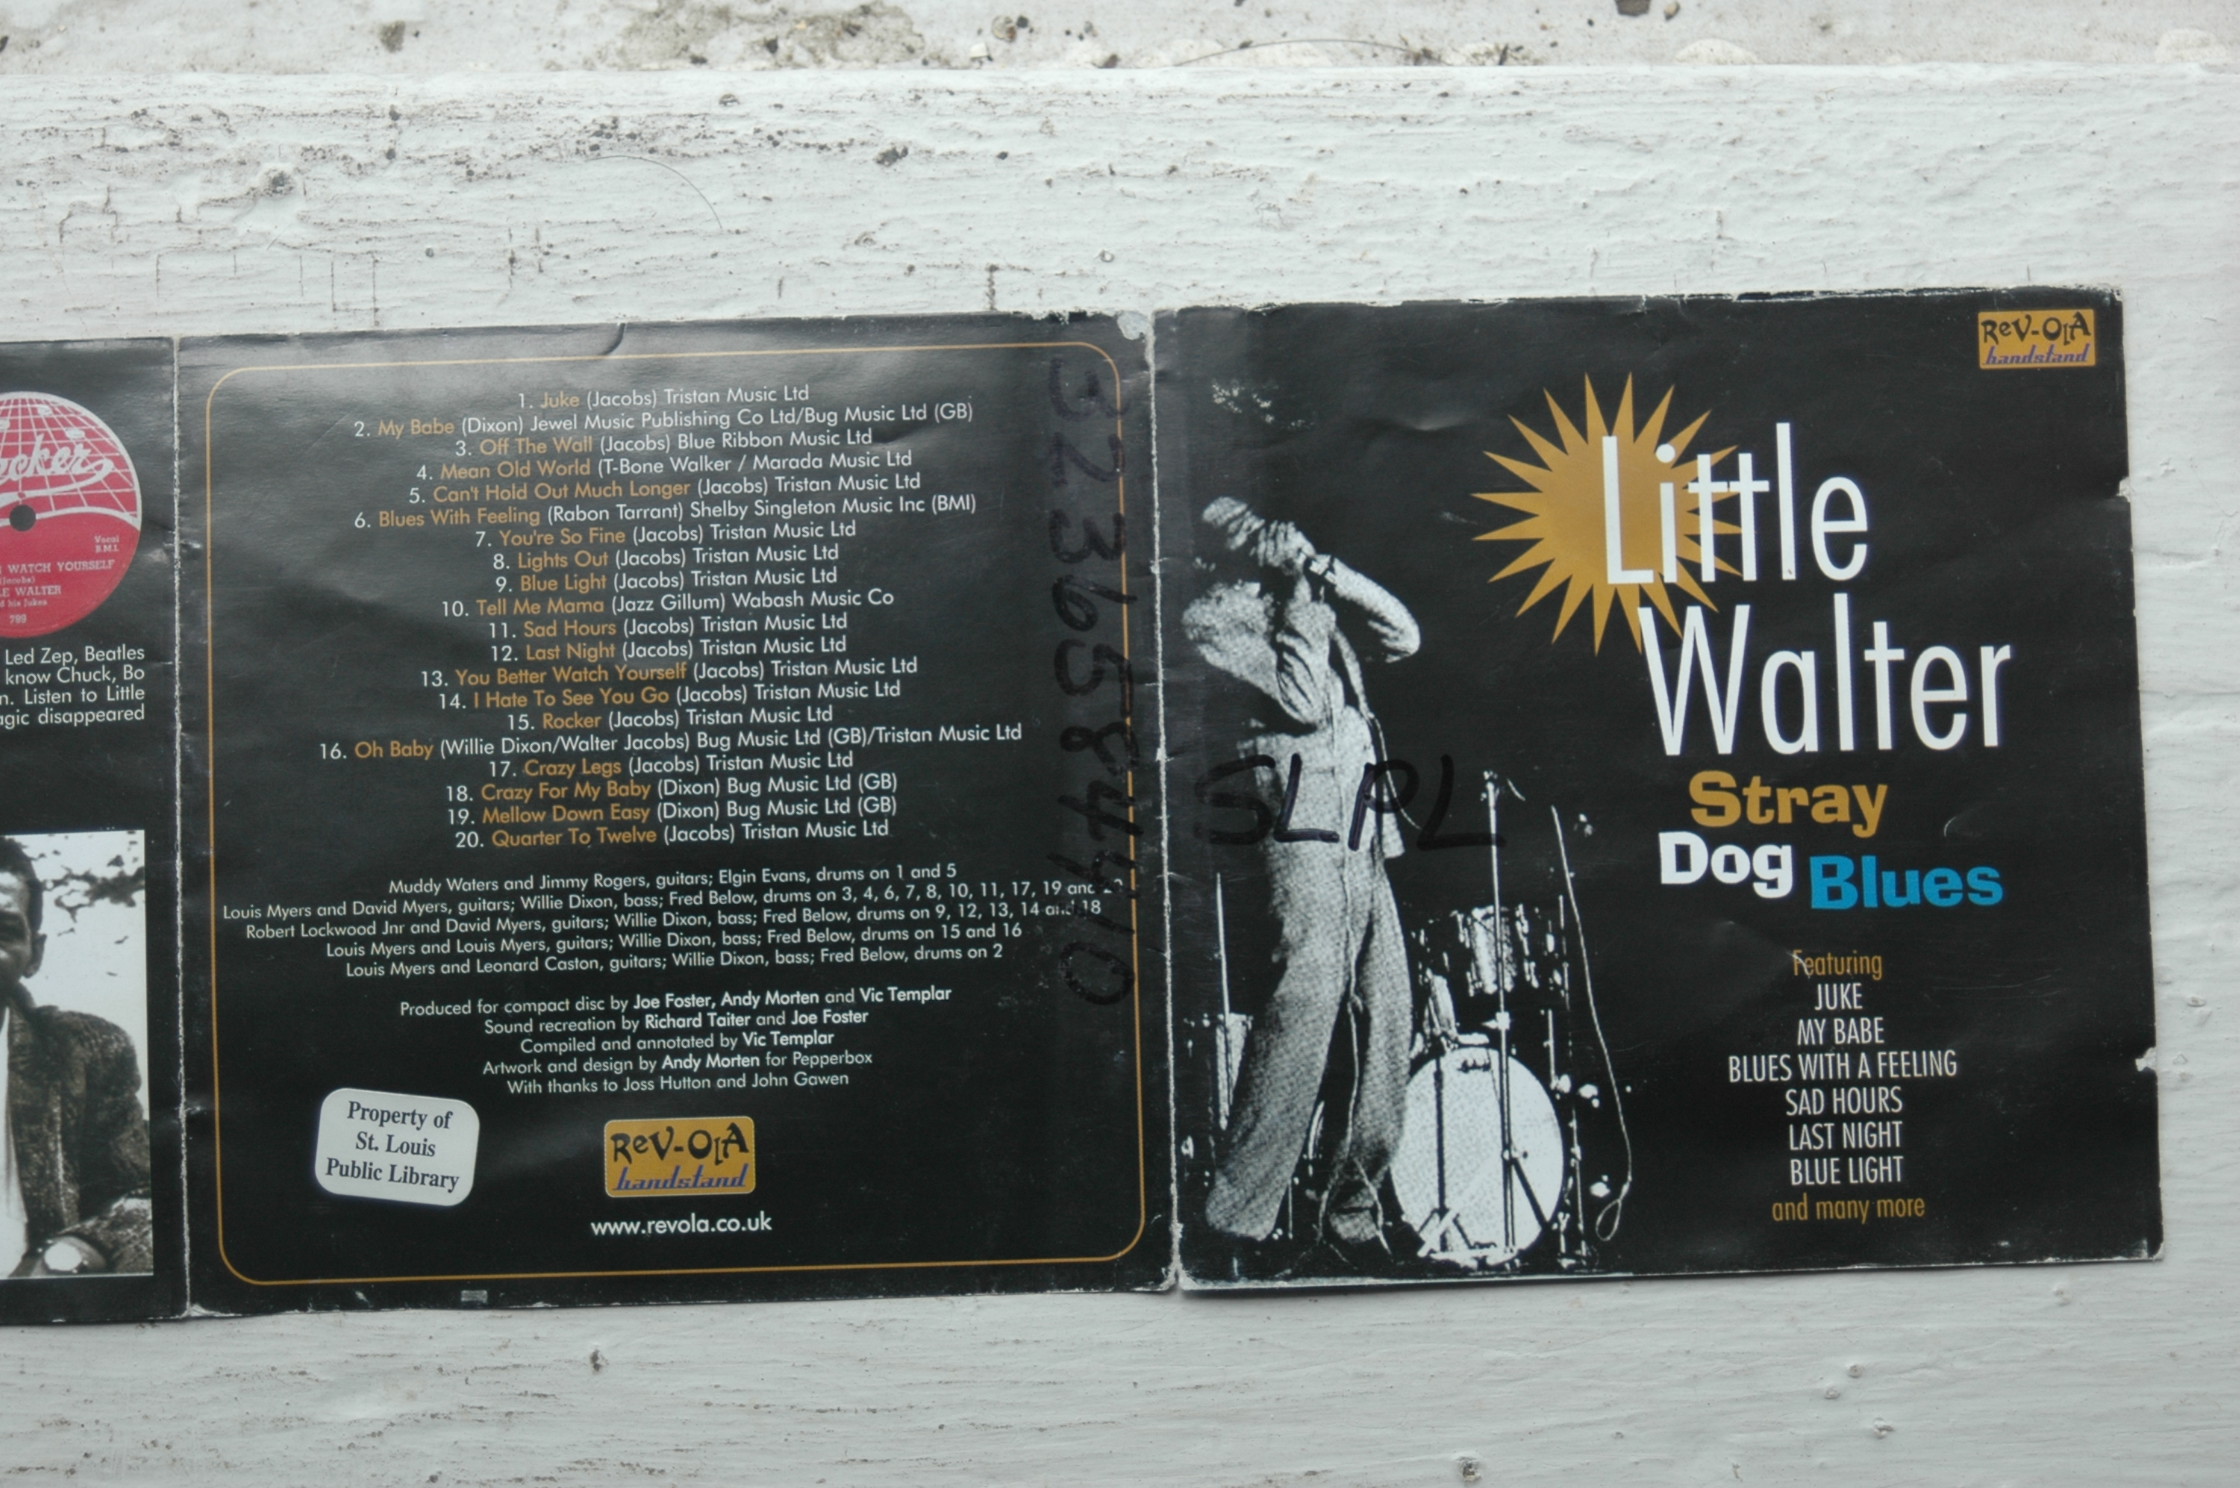 ecker
Vocal
B.M.I.
WATCH YOURSELF
(Jacobs)
LE WALTER
d his Jukes
799
Led Zep, Beatles
know Chuck, Bo
n. Listen to Little
agic disappeared
1. Juke (Jacobs) Tristan Music Ltd
2. My Babe (Dixon) Jewel Music Publishing Co Ltd/Bug Music Ltd (GB)
3. Off The Wall (Jacobs) Blue Ribbon Music Ltd
4. Mean Old World (T-Bone Walker / Marada Music Ltd
5. Can't Hold Out Much Longer (Jacobs) Tristan Music Ltd
6. Blues With Feeling (Rabon Tarrant) Shelby Singleton Music Inc (BMI)
7. You're So Fine (Jacobs) Tristan Music Ltd
8. Lights Out (Jacobs) Tristan Music Ltd
9. Blue Light (Jacobs) Tristan Music Ltd
10. Tell Me Mama (Jazz Gillum) Wabash Music Co
11. Sad Hours (Jacobs) Tristan Music Ltd
12. Last Night (Jacobs) Tristan Music Ltd
13. You Better Watch Yourself (Jacobs) Tristan Music Ltd
14. I Hate To See You Go (Jacobs) Tristan Music Ltd
15. Rocker (Jacobs) Tristan Music Ltd
16. Oh Baby (Willie Dixon/Walter Jacobs) Bug Music Ltd (GB)/Tristan Music Ltd
17. Crazy Legs (Jacobs) Tristan Music Ltd
18. Crazy For My Baby (Dixon) Bug Music Ltd (GB)
19. Mellow Down Easy (Dixon) Bug Music Ltd (GB)
20. Quarter To Twelve (Jacobs) Tristan Music Ltd
Muddy Waters and Jimmy Rogers, guitars; Elgin Evans, drums on 1 and 5
Louis Myers and David Myers, guitars; Willie Dixon, bass; Fred Below, drums on 3, 4, 6, 7, 8, 10, 11, 17, 19 and
Robert Lockwood Jnr and David Myers, guitars; Willie Dixon, bass; Fred Below, drums on 9, 12, 13, 14 and 18
Louis Myers and Louis Myers, guitars; Willie Dixon, bass; Fred Below, drums on 15 and 16
Louis Myers and Leonard Caston, guitars; Willie Dixon, bass; Fred Below, drums on 2
Produced for compact disc by Joe Foster, Andy Morten and Vic Templar
Sound recreation by Richard Taiter and Joe Foster
Compiled and annotated by Vic Templar
Artwork and design by Andy Morten for Pepperbox
With thanks to Joss Hutton and John Gawen
Property of
St. Louis
Public Library
ReV-OLA
handstand
www.revola.co.uk
SLPL
ReV-OLA
handstand
Little
Walter
Stray
Dog Blues
Featuring
JUKE
MY BABE
BLUES WITH A FEELING
SAD HOURS
LAST NIGHT
BLUE LIGHT
and many more